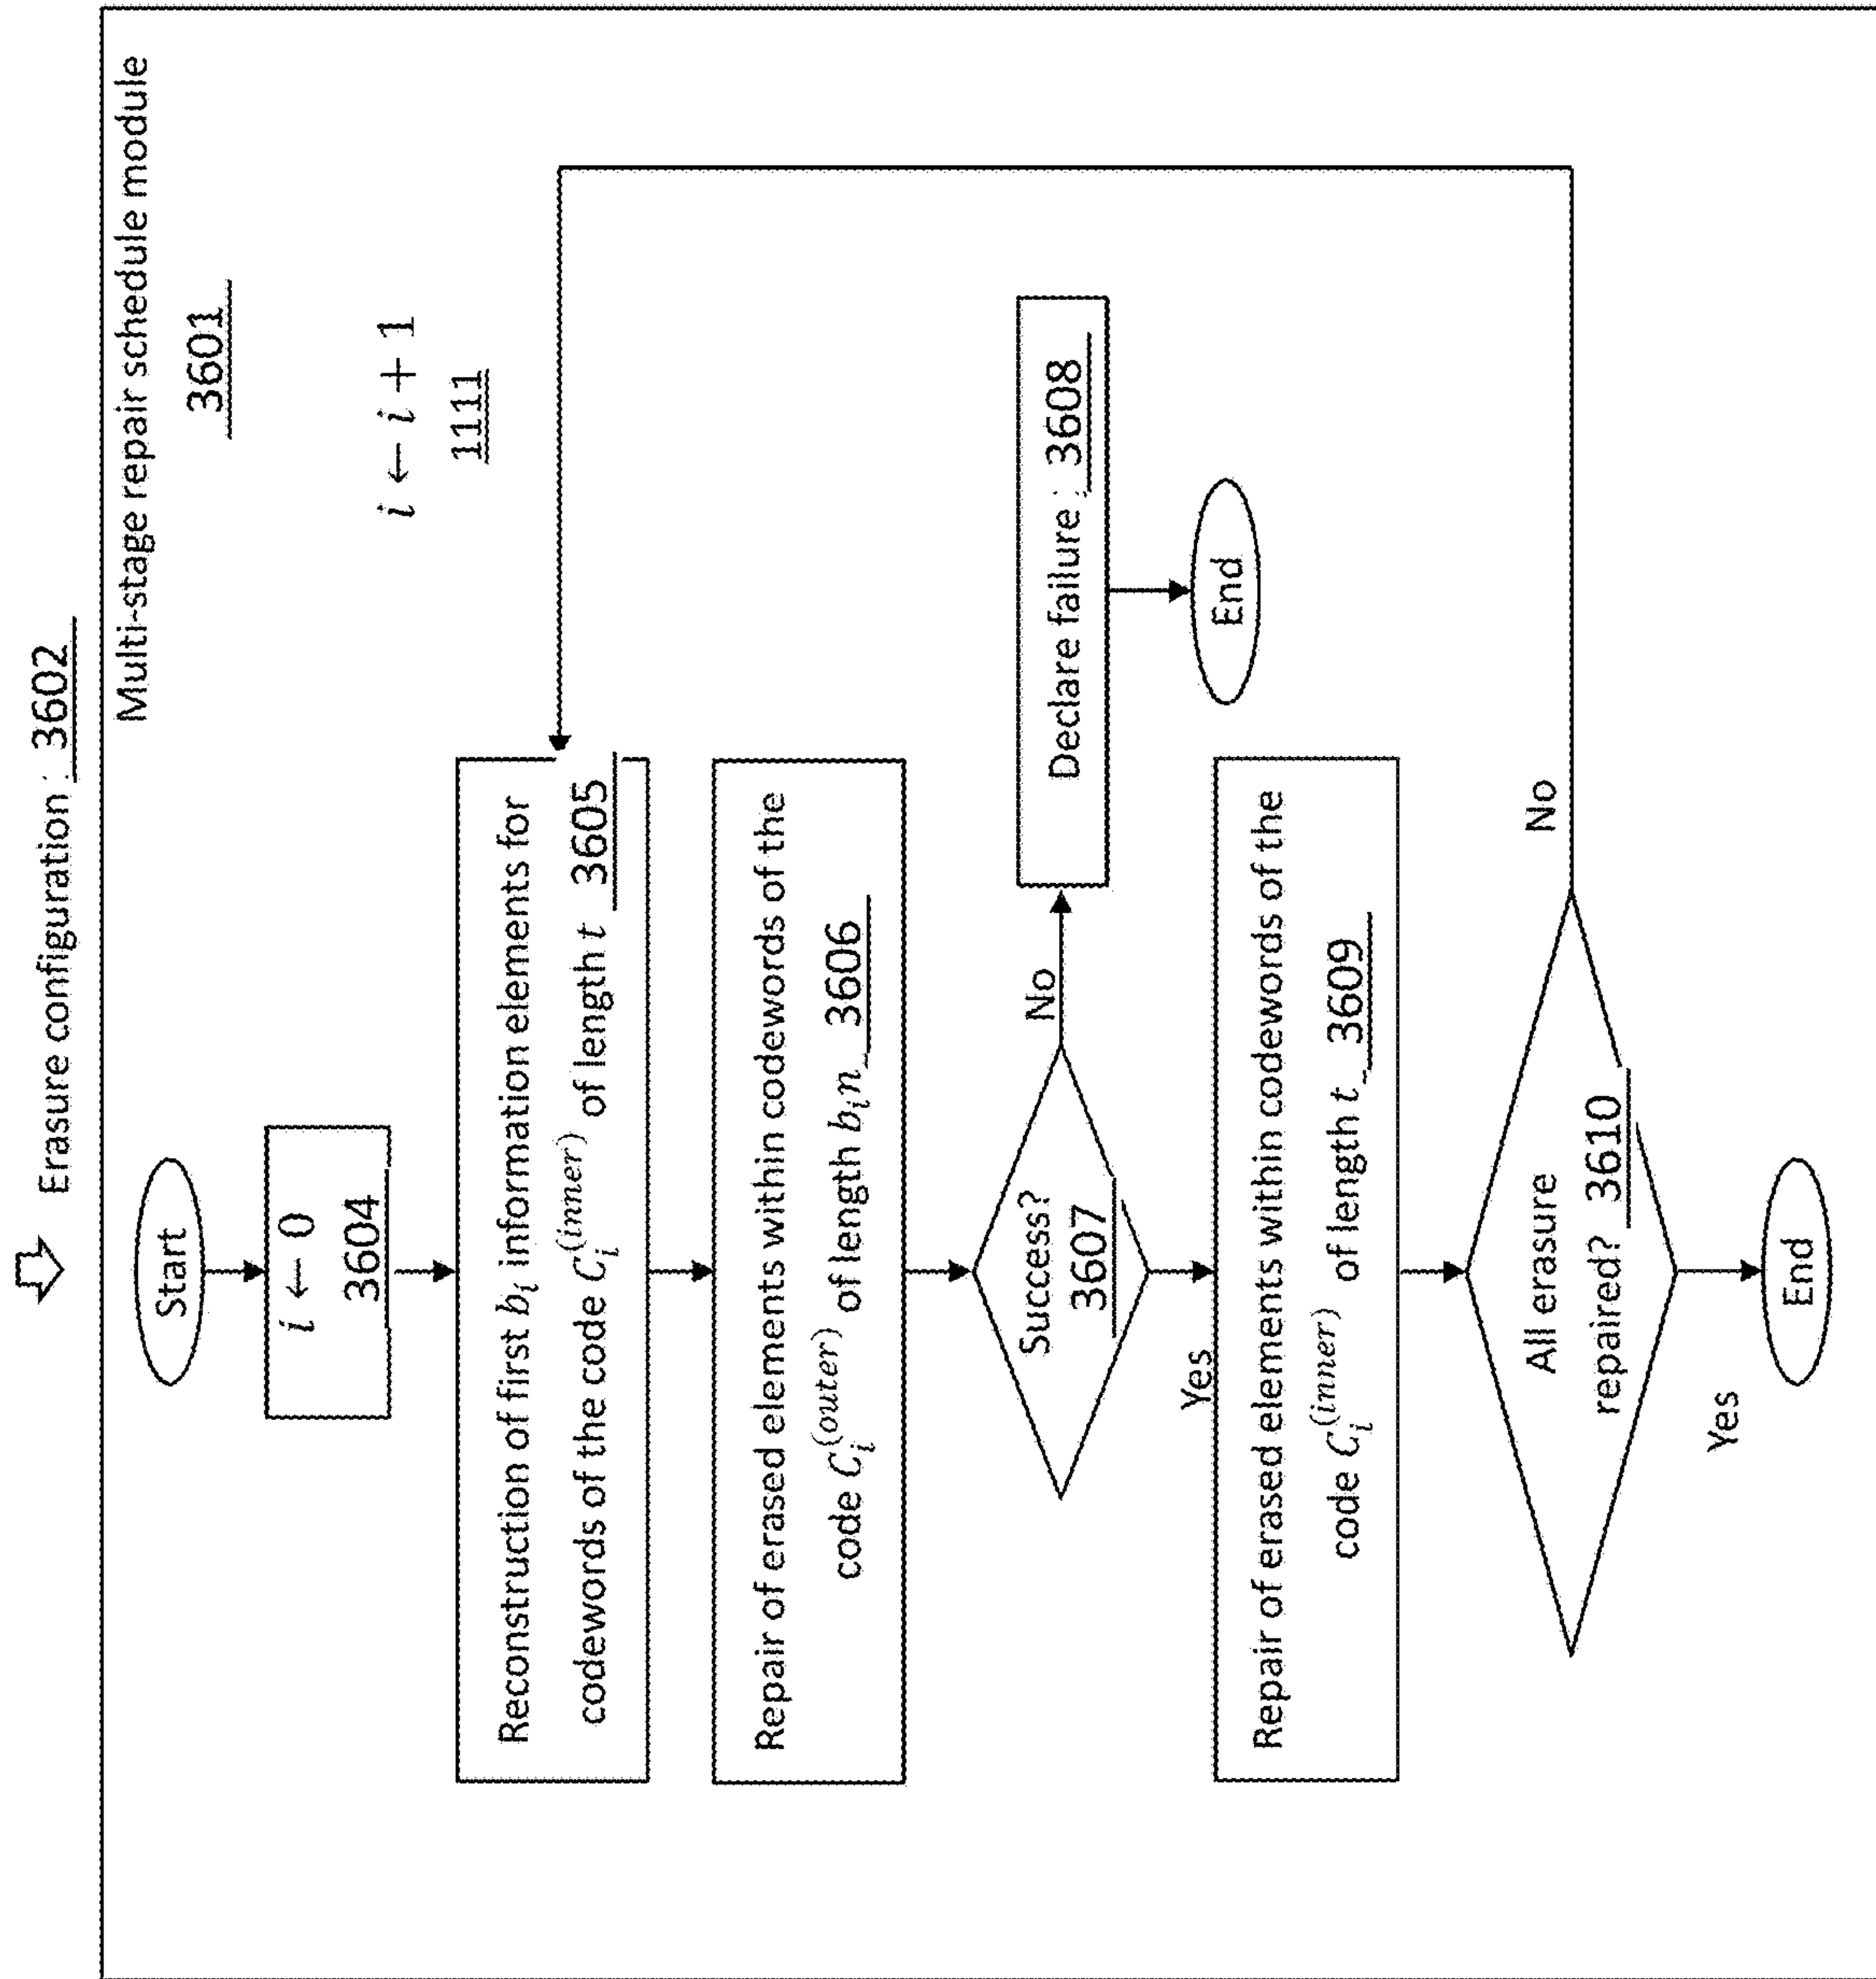 Erasure configuration : 3602
Multi-stage repair schedule module
3601
Start
i ← 0
3604
i ← i + 1
1111
Reconstruction of first b_i information elements for
codewords of the code C_i^(inner) of length t 3605
Repair of erased elements within codewords of the
code C_i^(outer) of length b_i n 3606
Success?
3607
No
Declare failure : 3608
End
Yes
Repair of erased elements within codewords of the
code C_i^(inner) of length t 3609
All erasure
repaired? 3610
No
Yes
End